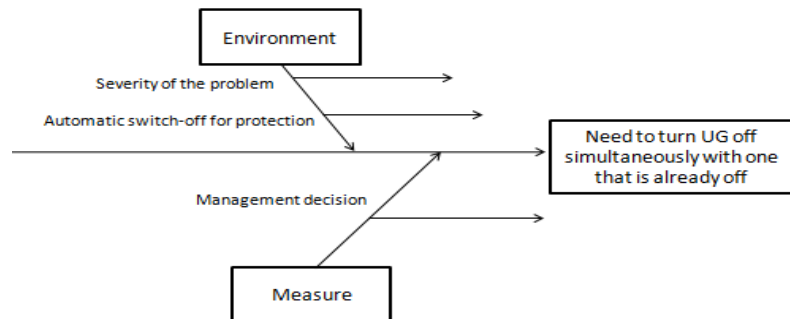 Environment
Severity of the problem
Automatic switch-off for protection
Need to turn UG off
simultaneously with one
that is already off
Management decision
Measure